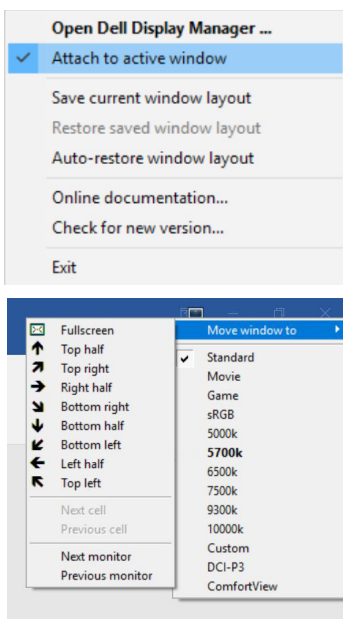 Open Dell Display Manager ...
Attach to active window
Save current window layout
Restore saved window layout
Auto-restore window layout
Online documentation...
Check for new version...
Exit
Fullscreen
Top half
Top right
Right half
Bottom right
Bottom half
Bottom left
Left half
Top left
Next cell
Previous cell
Next monitor
Previous monitor
Move window to
Standard
Movie
Game
sRGB
5000k
5700k
6500k
7500k
9300k
10000k
Custom
DCI-P3
ComfortView